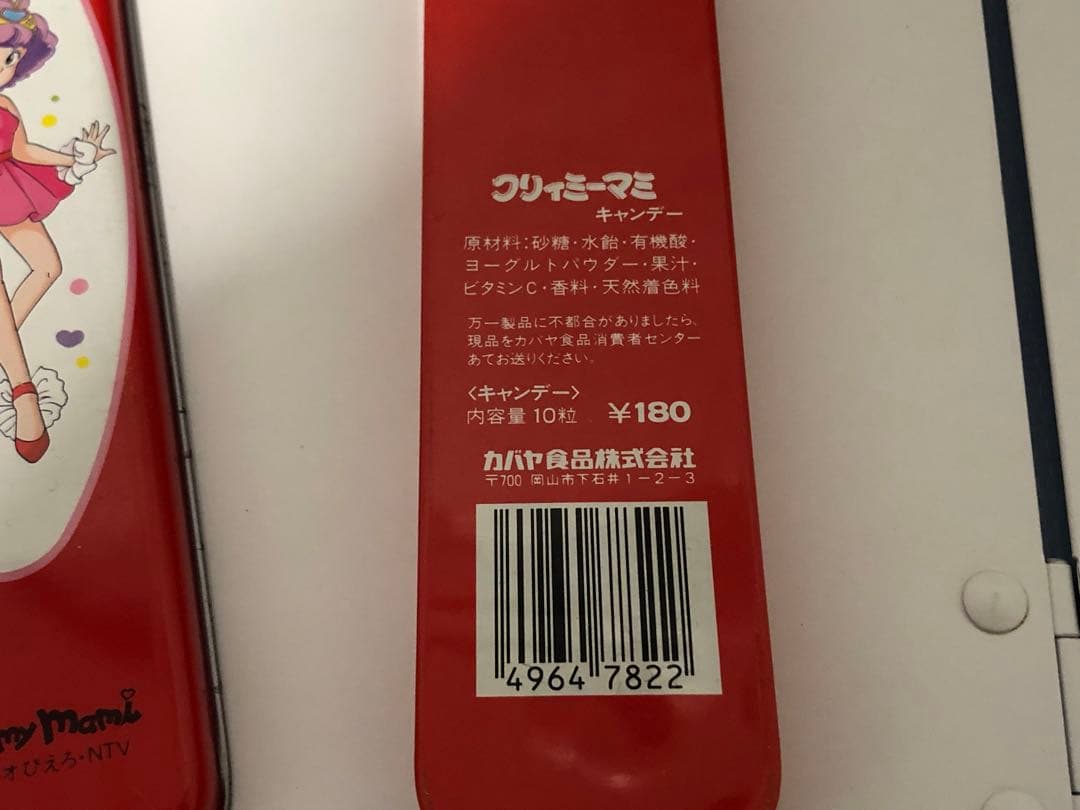 クリィミーマミ
キャンデー
原材料:砂糖・水飴・有機酸・
ヨーグルトパウダー・果汁・
ビタミンC・香料・天然着色料
万一製品に不都合がありましたら、
現品をカバヤ食品消費者センター
あてお送りください。
〈キャンデー〉
内容量 10粒 ¥180
カバヤ食品株式会社
〒700 岡山市下石井1-2-3
4964 7822
my mami
オぴえろ・NTV